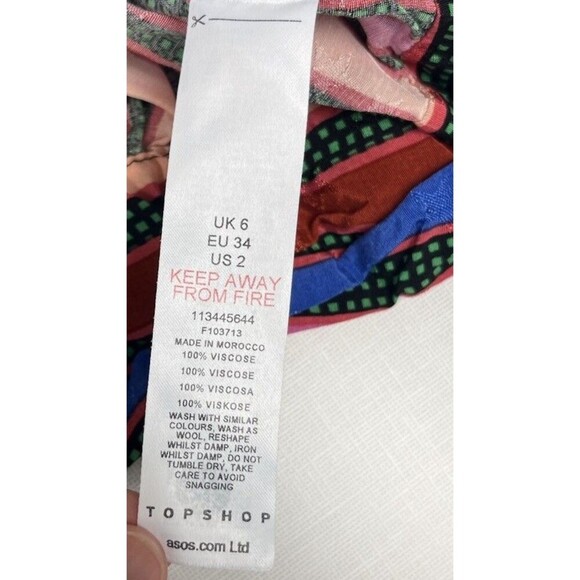 UK 6
EU 34
US 2
KEEP AWAY
FROM FIRE
113445644
F103713
MADE IN MOROCCO
100% VISCOSE
100% VISCOSE
100% VISCOSA
100% VISKOSE
WASH WITH SIMILAR
COLOURS, WASH AS
WOOL, RESHAPE
WHILST DAMP, IRON
WHILST DAMP, DO NOT
TUMBLE DRY, TAKE
CARE TO AVOID
SNAGGING
TOPSHOP
asos.com Ltd